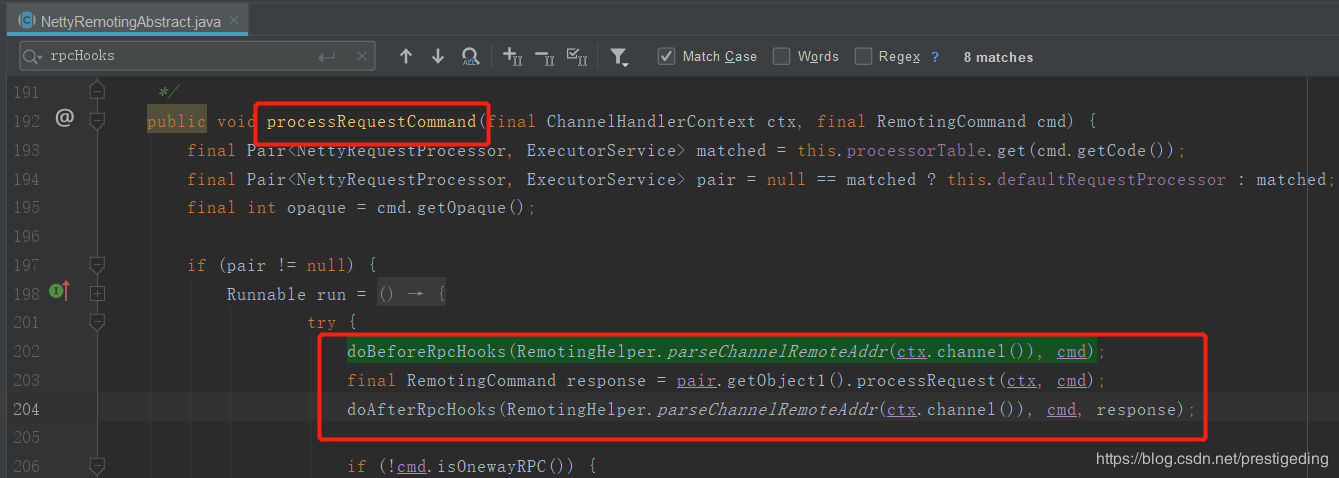 NettyRemotingAbstract.java
rpcHooks Match Case Words Regex ? 8 matches
191 */
192 @ public void processRequestCommand(final ChannelHandlerContext ctx, final RemotingCommand cmd) {
193 final Pair<NettyRequestProcessor, ExecutorService> matched = this.processorTable.get(cmd.getCode());
194 final Pair<NettyRequestProcessor, ExecutorService> pair = null == matched ? this.defaultRequestProcessor : matched;
195 final int opaque = cmd.getOpaque();
196
197 if (pair != null) {
198 Runnable run = () → {
201 try {
202 doBeforeRpcHooks(RemotingHelper.parseChannelRemoteAddr(ctx.channel()), cmd);
203 final RemotingCommand response = pair.getObject1().processRequest(ctx, cmd);
204 doAfterRpcHooks(RemotingHelper.parseChannelRemoteAddr(ctx.channel()), cmd, response);
205
206 if (!cmd.isOnewayRPC()) {
https://blog.csdn.net/prestigeding